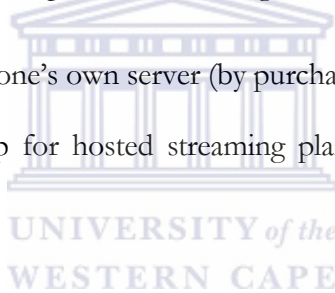 one's own server (by purcha
for hosted streaming pla
UNIVERSITY of the
WESTERN CAPE